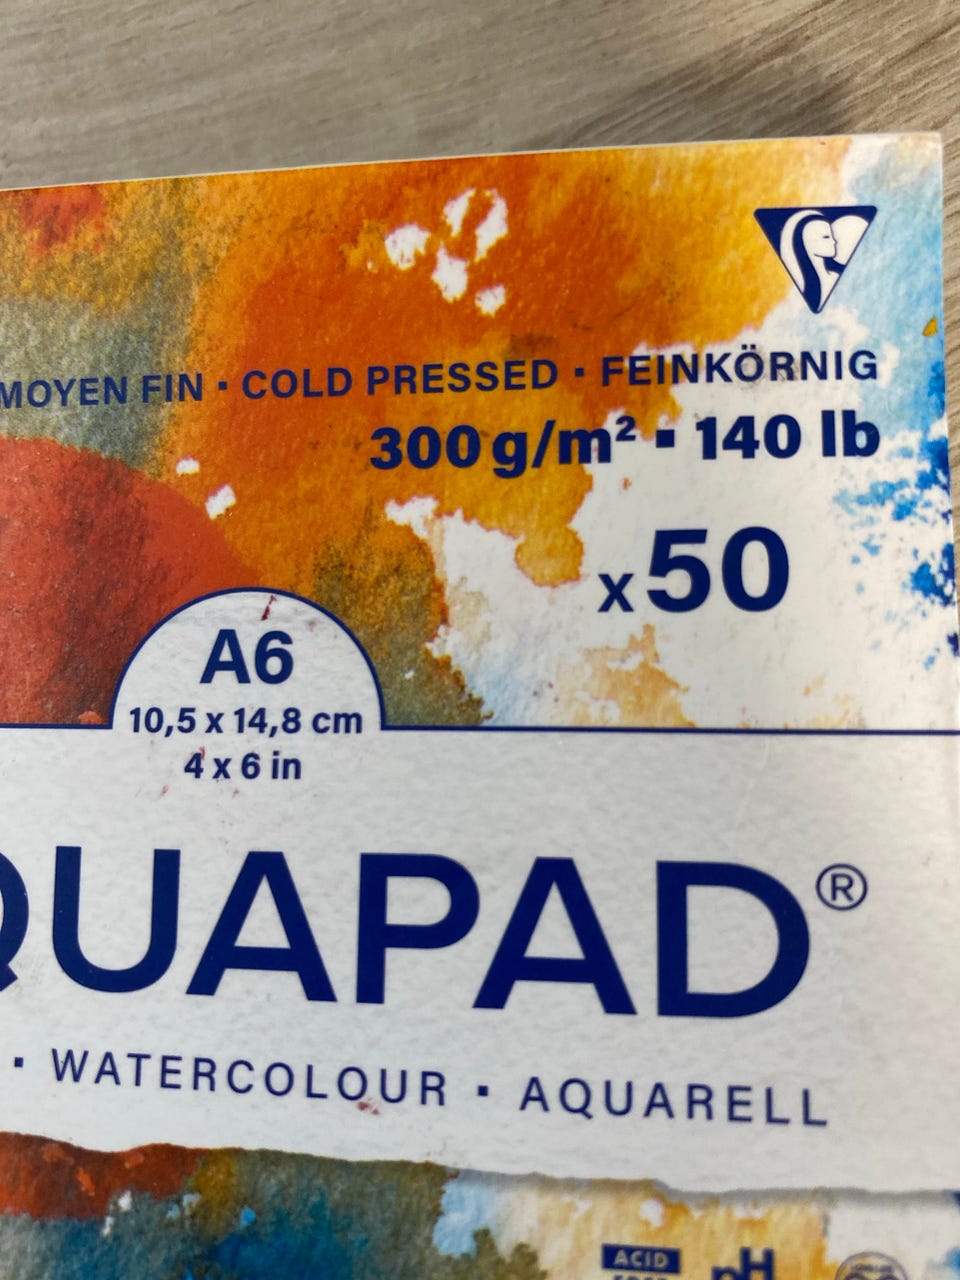 MOYEN FIN ▪ COLD PRESSED ▪ FEINKÖRNIG
300 g/m² ▪ 140 lb
x50
A6
10,5 x 14,8 cm
4 x 6 in
QUAPAD®
▪ WATERCOLOUR ▪ AQUARELL
ACID
pH